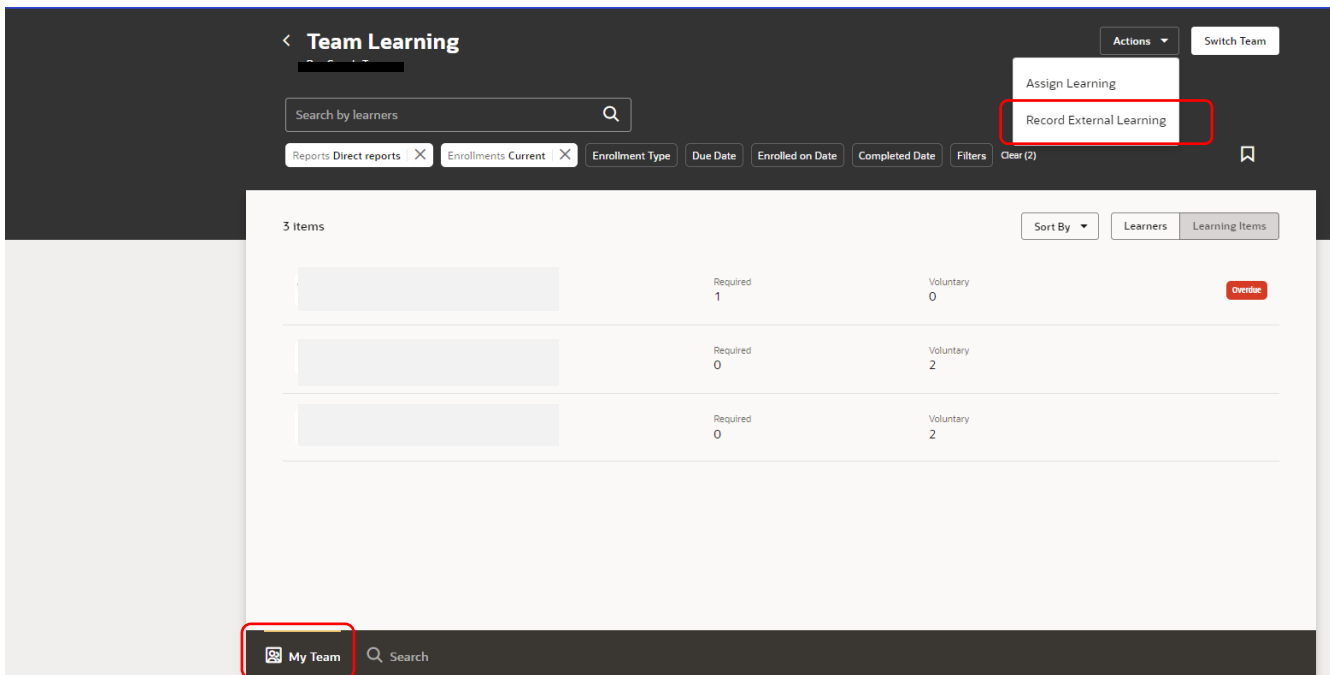 Team Learning
Actions
Switch Team
Assign Learning
Record External Learning
Search by learners
Reports Direct reports
Enrollments Current
Enrollment Type
Due Date
Enrolled on Date
Completed Date
Filters
Clear (2)
3 items
Sort By
Learners
Learning Items
Required
1
Voluntary
0
Overdue
Required
0
Voluntary
2
Required
0
Voluntary
2
My Team
Search